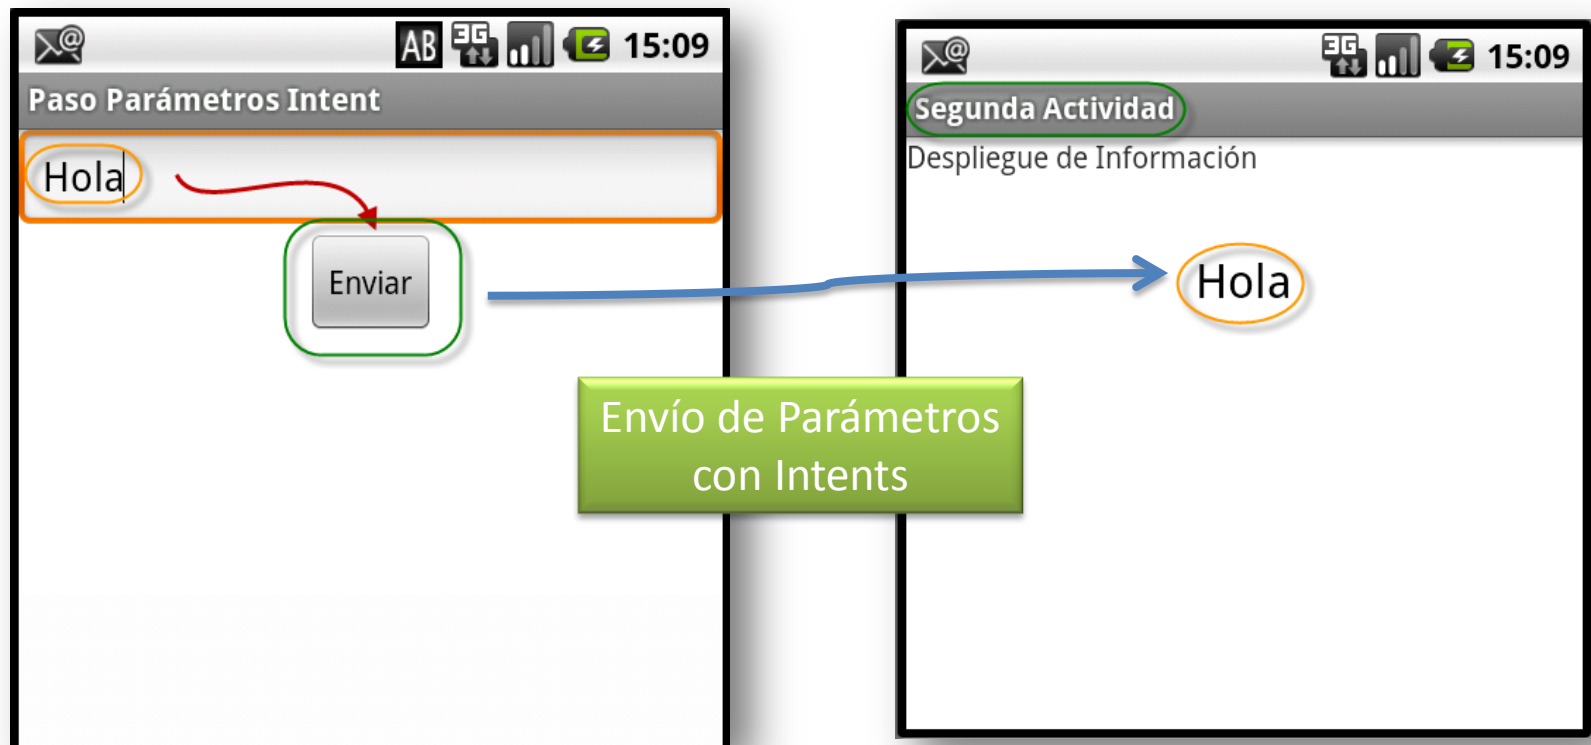 AB 3G 15:09
Paso Parámetros Intent
Hola
Enviar
3G 15:09
Segunda Actividad
Despliegue de Información
Hola
Envío de Parámetros
con Intents